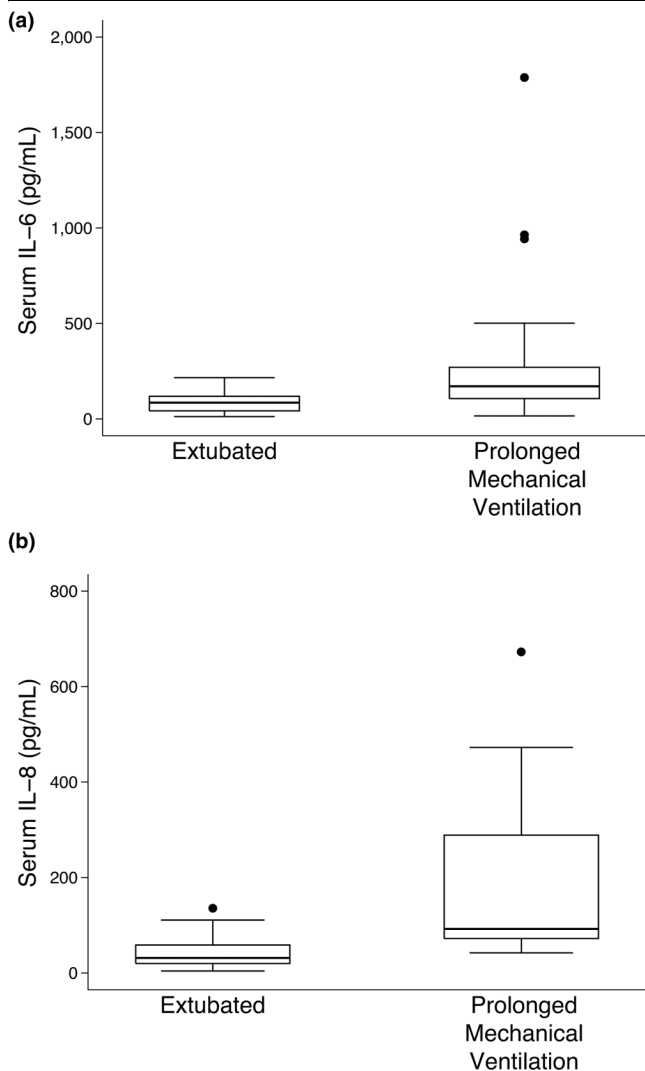 (a)
2,000
1,500
1,000
500
0
Serum IL−6 (pg/mL)
Extubated
Prolonged
Mechanical
Ventilation
(b)
800
600
400
200
0
Serum IL−8 (pg/mL)
Extubated
Prolonged
Mechanical
Ventilation